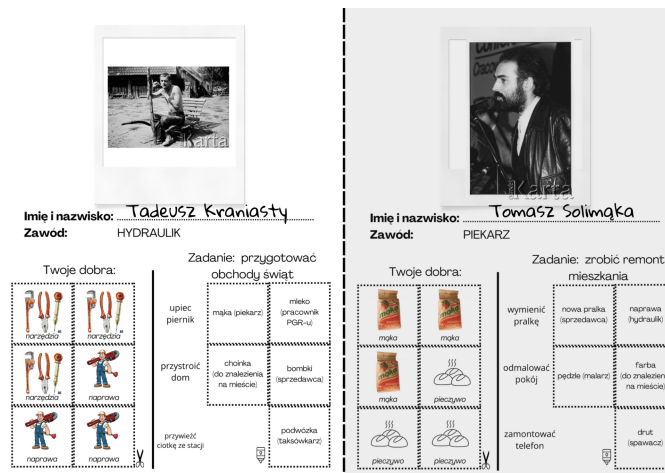 Karta
Imię i nazwisko: Tadeusz Kraniasty
Zawód: HYDRAULIK
Twoje dobra:
narzędzia narzędzia
narzędzia naprawa
naprawa naprawa
Zadanie: przygotować
obchody świąt
upiec
piernik
mąka (piekarz)
mleko
(pracownik
PGR-u)
przystroić
dom
choinka
(do znalezienia
na mieście)
bombki
(sprzedawca)
przywieźć
ciotkę ze stacji
podwózka
(taksówkarz)
Karta
Imię i nazwisko: Tomasz Solimąka
Zawód: PIEKARZ
Twoje dobra:
mąka mąka
mąka pieczywo
pieczywo pieczywo
Zadanie: zrobić remont
mieszkania
wymienić
pralkę
nowa pralka
(sprzedawca)
naprawa
(hydraulik)
odmalować
pokój
pędzle (malarz)
farba
(do znalezien
na mieście)
zamontować
telefon
drut
(spawacz)